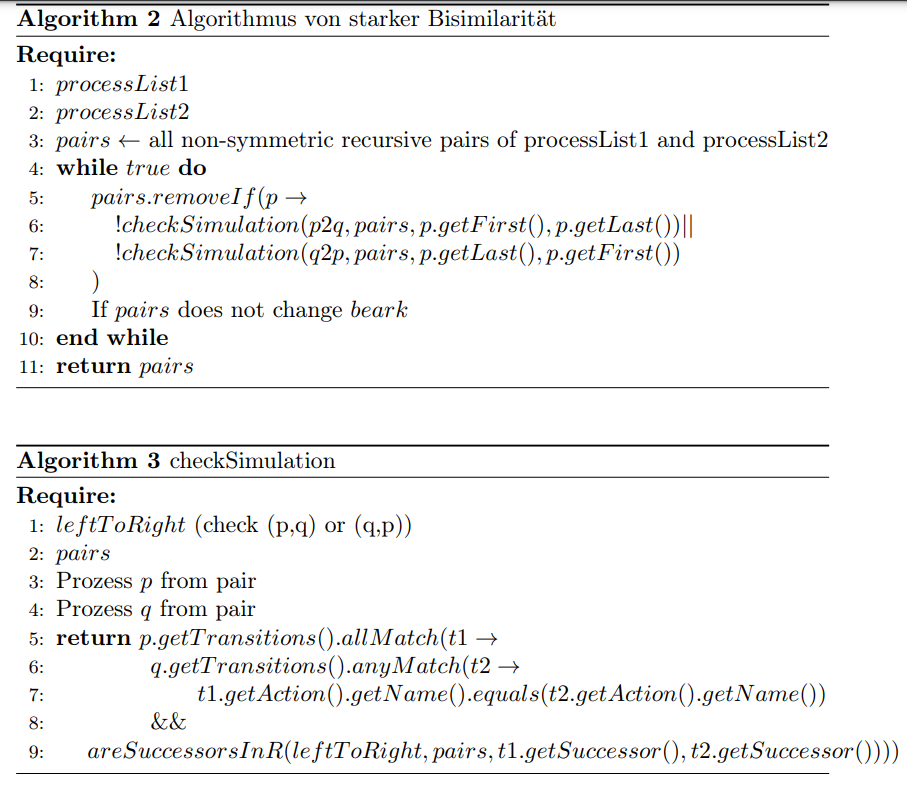 Algorithm 2 Algorithmus von starker Bisimilarität
Require:
1: processList1
2: processList2
3: pairs ← all non-symmetric recursive pairs of processList1 and processList2
4: while true do
5: pairs.removeIf(p →
6: !checkSimulation(p2q, pairs, p.getFirst(), p.getLast())||
7: !checkSimulation(q2p, pairs, p.getLast(), p.getFirst())
8: )
9: If pairs does not change beark
10: end while
11: return pairs
Algorithm 3 checkSimulation
Require:
1: leftToRight (check (p,q) or (q,p))
2: pairs
3: Prozess p from pair
4: Prozess q from pair
5: return p.getTransitions().allMatch(t1 →
6: q.getTransitions().anyMatch(t2 →
7: t1.getAction().getName().equals(t2.getAction().getName())
8: &&
9: areSuccessorsInR(leftToRight, pairs, t1.getSuccessor(), t2.getSuccessor())))